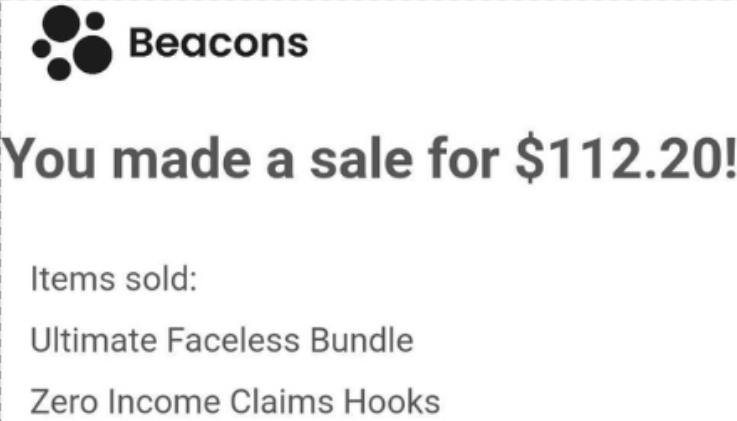 Beacons
You made a sale for $112.20!
Items sold:
Ultimate Faceless Bundle
Zero Income Claims Hooks